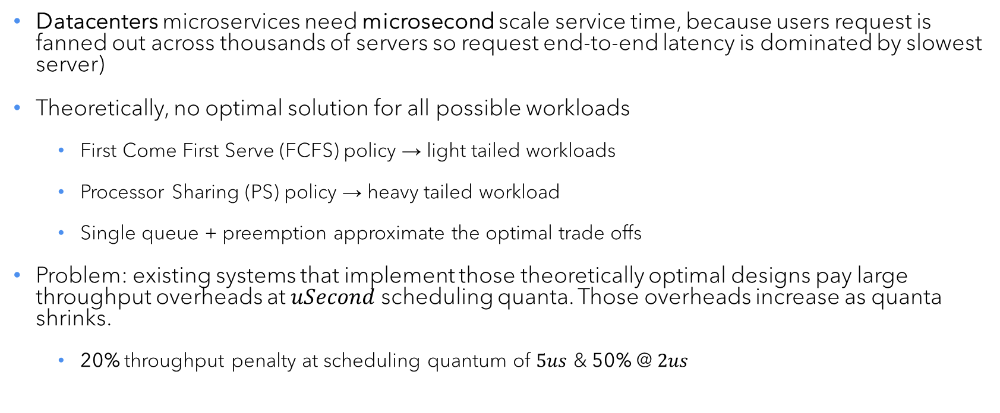 • Datacenters microservices need microsecond scale service time, because users request is
fanned out across thousands of servers so request end-to-end latency is dominated by slowest
server)
• Theoretically, no optimal solution for all possible workloads
• First Come First Serve (FCFS) policy → light tailed workloads
• Processor Sharing (PS) policy → heavy tailed workload
• Single queue + preemption approximate the optimal trade offs
• Problem: existing systems that implement those theoretically optimal designs pay large
throughput overheads at uSecond scheduling quanta. Those overheads increase as quanta
shrinks.
• 20% throughput penalty at scheduling quantum of 5us & 50% @ 2us